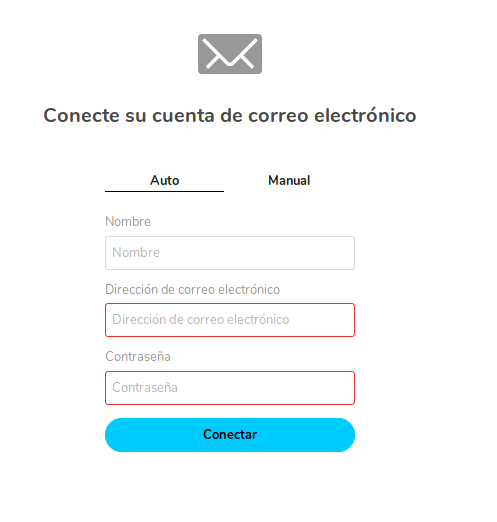 Conecte su cuenta de correo electrónico
Auto
Manual
Nombre
Nombre
Dirección de correo electrónico
Dirección de correo electrónico
Contraseña
Contraseña
Conectar